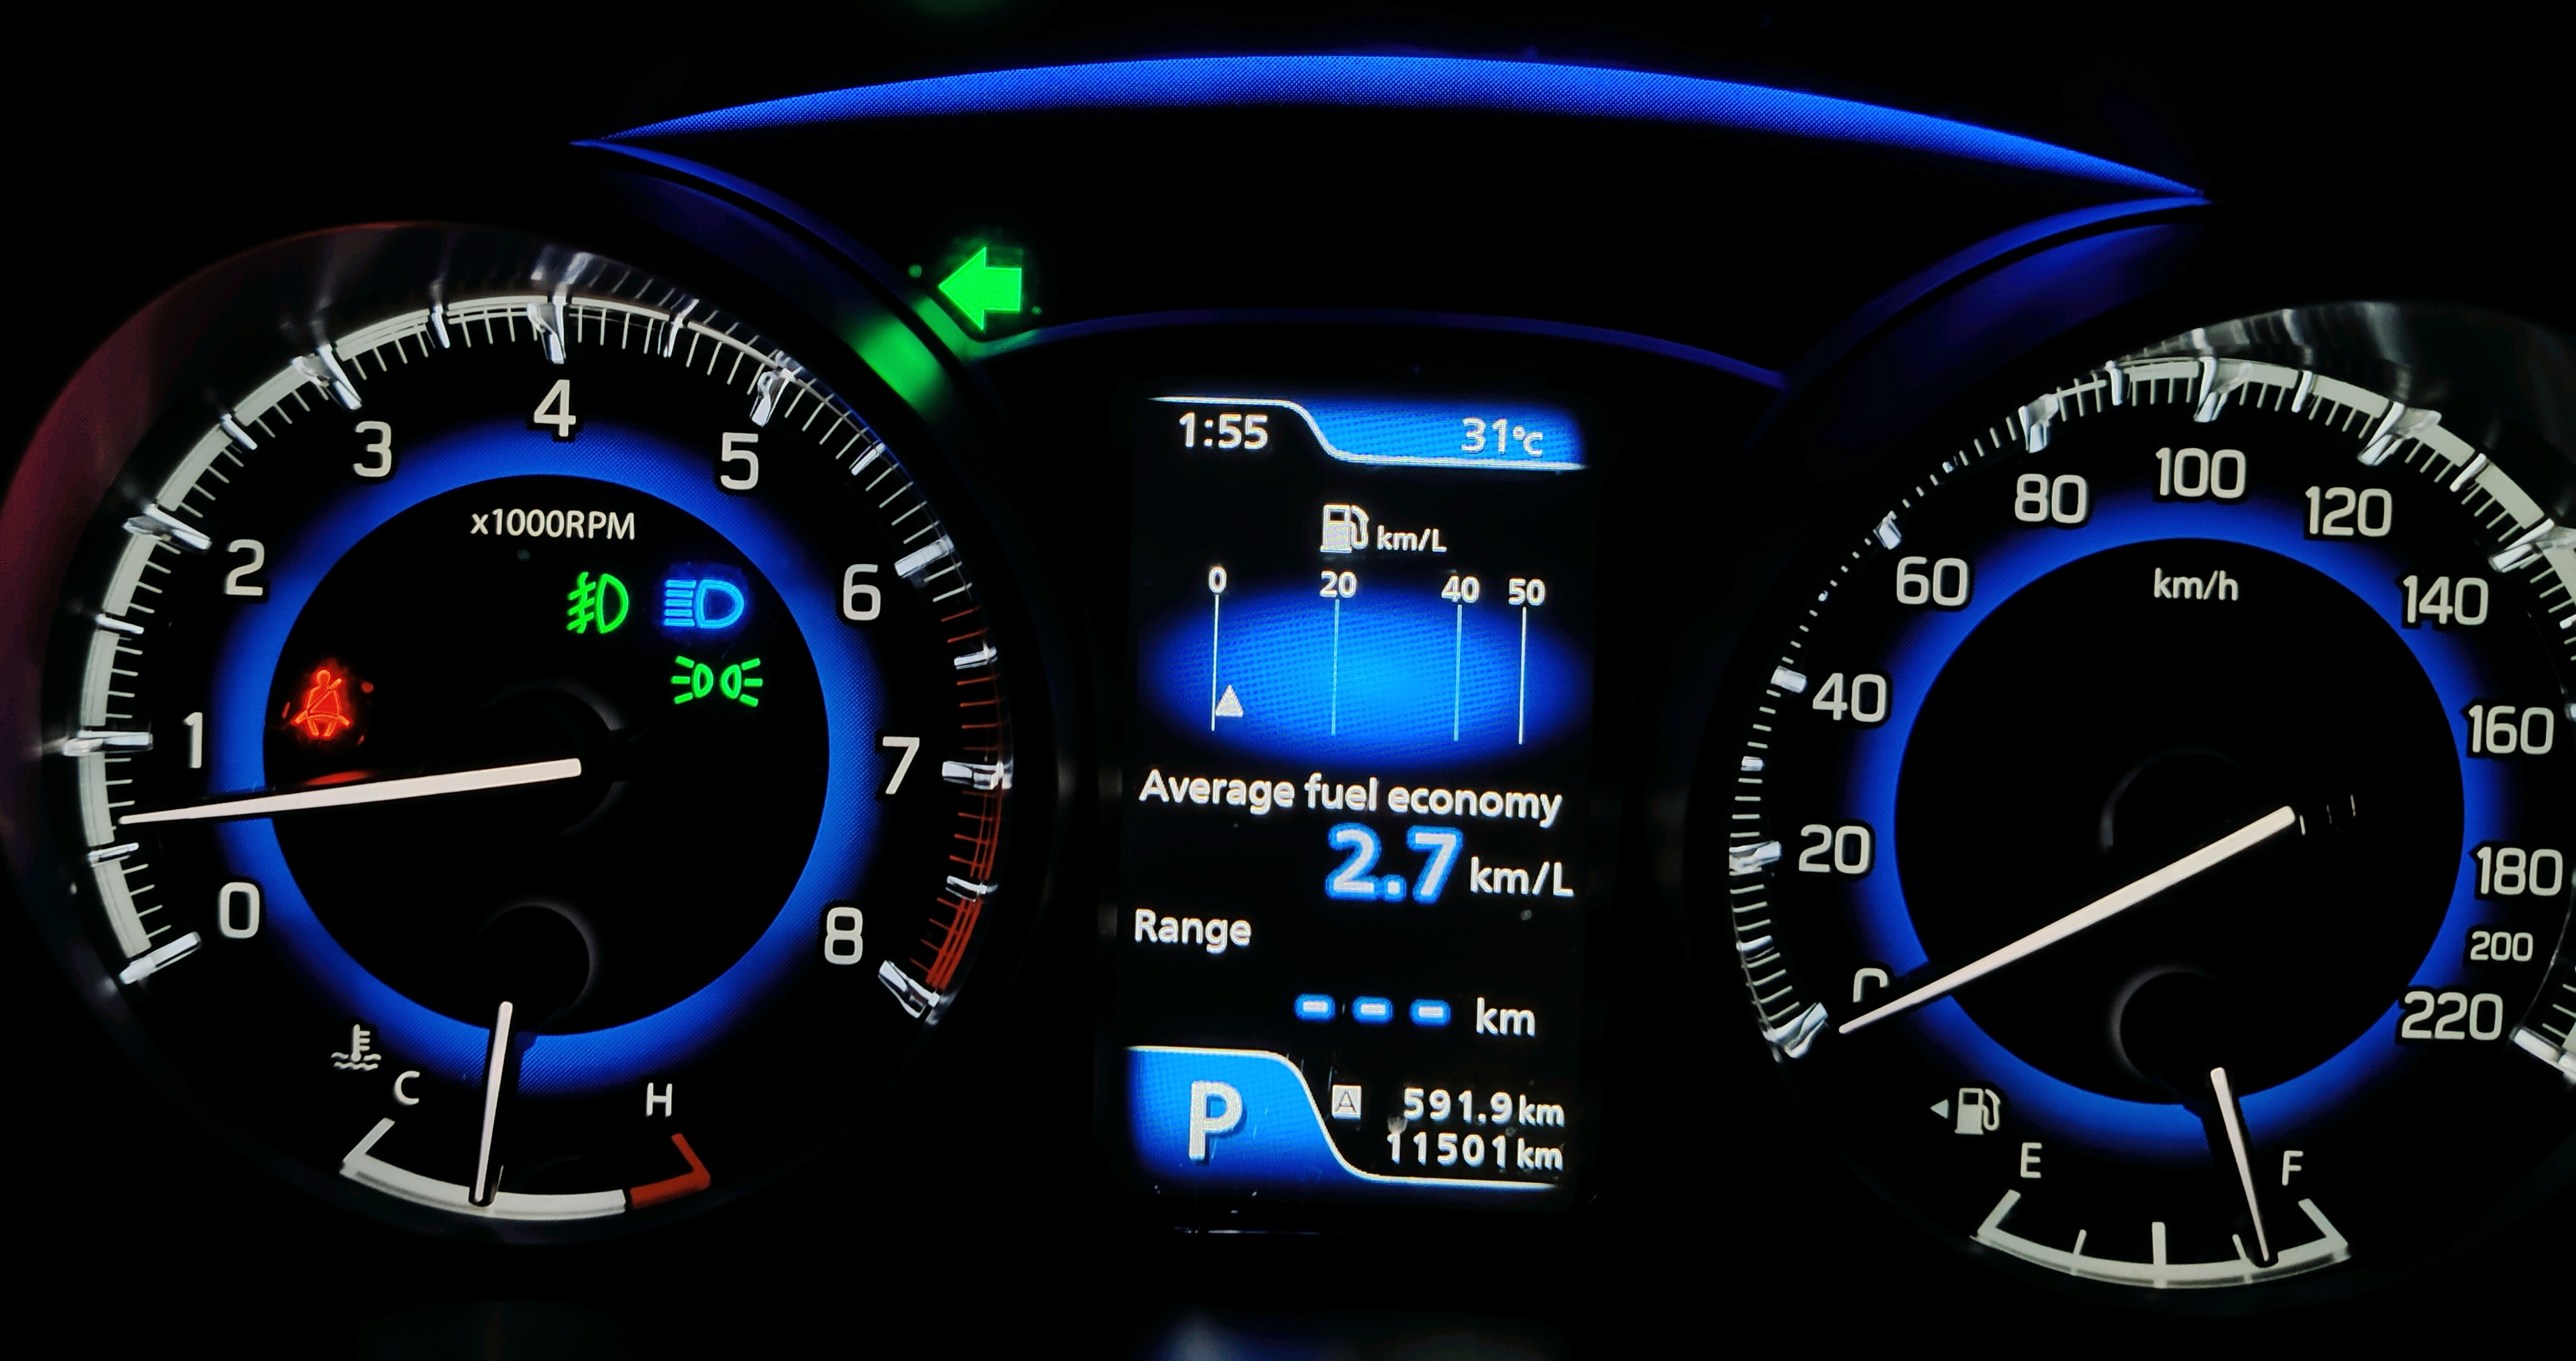 0
1
2
3
4
5
6
7
8
x1000RPM
C
H
1:55
31°C
km/L
0 20 40 50
Average fuel economy
2.7 km/L
Range
--- km
P
A 591.9 km
11501 km
0
20
40
60
80
100
120
140
160
180
200
220
km/h
E
F